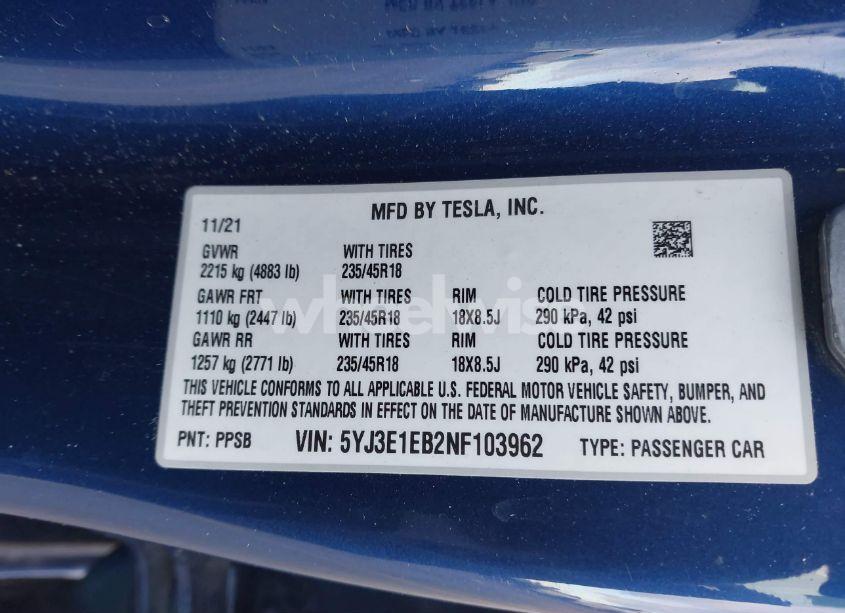 MFD BY TESLA, INC.
11/21
GVWR WITH TIRES
2215 kg (4883 lb) 235/45R18
GAWR FRT WITH TIRES RIM COLD TIRE PRESSURE
1110 kg (2447 lb) 235/45R18 18X8.5J 290 kPa, 42 psi
GAWR RR WITH TIRES RIM COLD TIRE PRESSURE
1257 kg (2771 lb) 235/45R18 18X8.5J 290 kPa, 42 psi
THIS VEHICLE CONFORMS TO ALL APPLICABLE U.S. FEDERAL MOTOR VEHICLE SAFETY, BUMPER, AND
THEFT PREVENTION STANDARDS IN EFFECT ON THE DATE OF MANUFACTURE SHOWN ABOVE.
PNT: PPSB VIN: 5YJ3E1EB2NF103962 TYPE: PASSENGER CAR